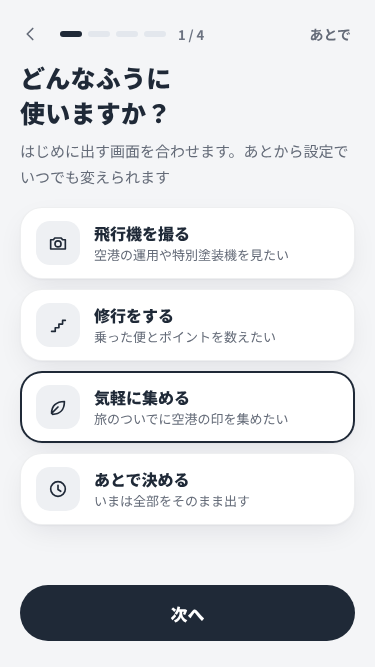 1 / 4
あとで
どんなふうに
使いますか？
はじめに出す画面を合わせます。あとから設定で
いつでも変えられます
飛行機を撮る
空港の運用や特別塗装機を見たい
修行をする
乗った便とポイントを数えたい
気軽に集める
旅のついでに空港の印を集めたい
あとで決める
いまは全部をそのまま出す
次へ